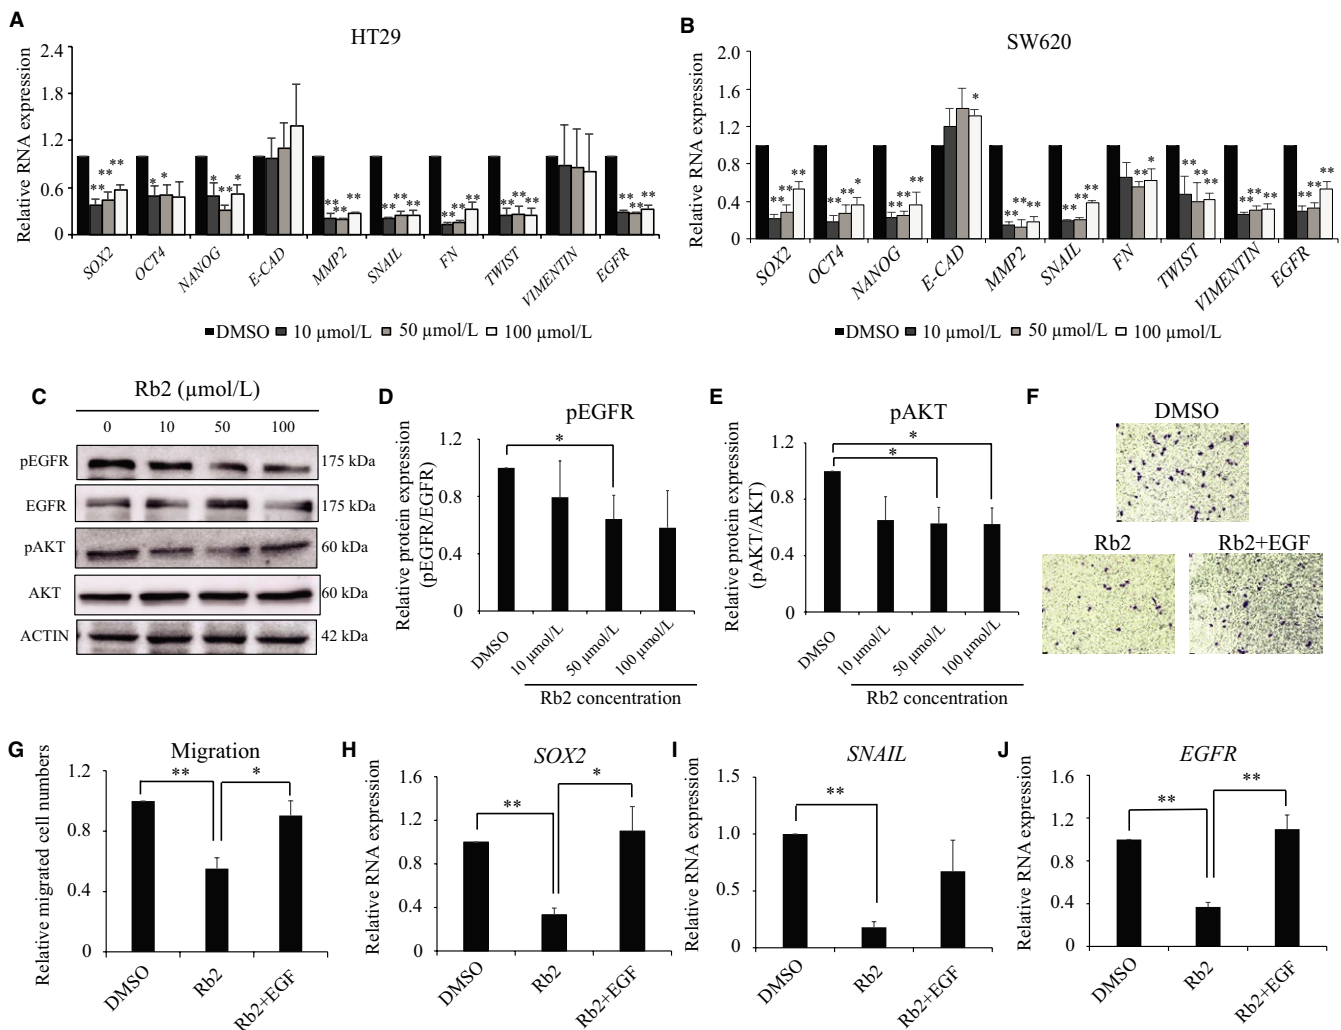 A
HT29
Relative RNA expression
2.4
1.8
1.2
0.6
0
** ** **
* *
* ** *
** ** **
** ** **
** ** **
** ** **
** ** **
SOX2 OCT4 NANOG E-CAD MMP2 SNAIL FN TWIST VIMENTIN EGFR
DMSO 10 µmol/L 50 µmol/L 100 µmol/L
B
SW620
Relative RNA expression
2.0
1.6
1.2
0.8
0.4
0
** ** **
** ** *
** ** **
*
** ** **
** ** **
** *
** ** **
** ** **
** ** **
SOX2 OCT4 NANOG E-CAD MMP2 SNAIL FN TWIST VIMENTIN EGFR
DMSO 10 µmol/L 50 µmol/L 100 µmol/L
C
Rb2 (µmol/L)
0 10 50 100
pEGFR 175 kDa
EGFR 175 kDa
pAKT 60 kDa
AKT 60 kDa
ACTIN 42 kDa
D
pEGFR
Relative protein expression
(pEGFR/EGFR)
1.2
0.8
0.4
0
*
DMSO 10 µmol/L 50 µmol/L 100 µmol/L
Rb2 concentration
E
pAKT
Relative protein expression
(pAKT/AKT)
1.2
0.8
0.4
0
*
*
DMSO 10 µmol/L 50 µmol/L 100 µmol/L
Rb2 concentration
F
DMSO
Rb2 Rb2+EGF
G
Migration
Relative migrated cell numbers
1.2
0.8
0.4
0
** *
DMSO Rb2 Rb2+EGF
H
SOX2
Relative RNA expression
1.6
1.2
0.8
0.4
0
** *
DMSO Rb2 Rb2+EGF
I
SNAIL
Relative RNA expression
1.5
1.0
0.5
0
**
DMSO Rb2 Rb2+EGF
J
EGFR
Relative RNA expression
1.6
1.2
0.8
0.4
0
** **
DMSO Rb2 Rb2+EGF